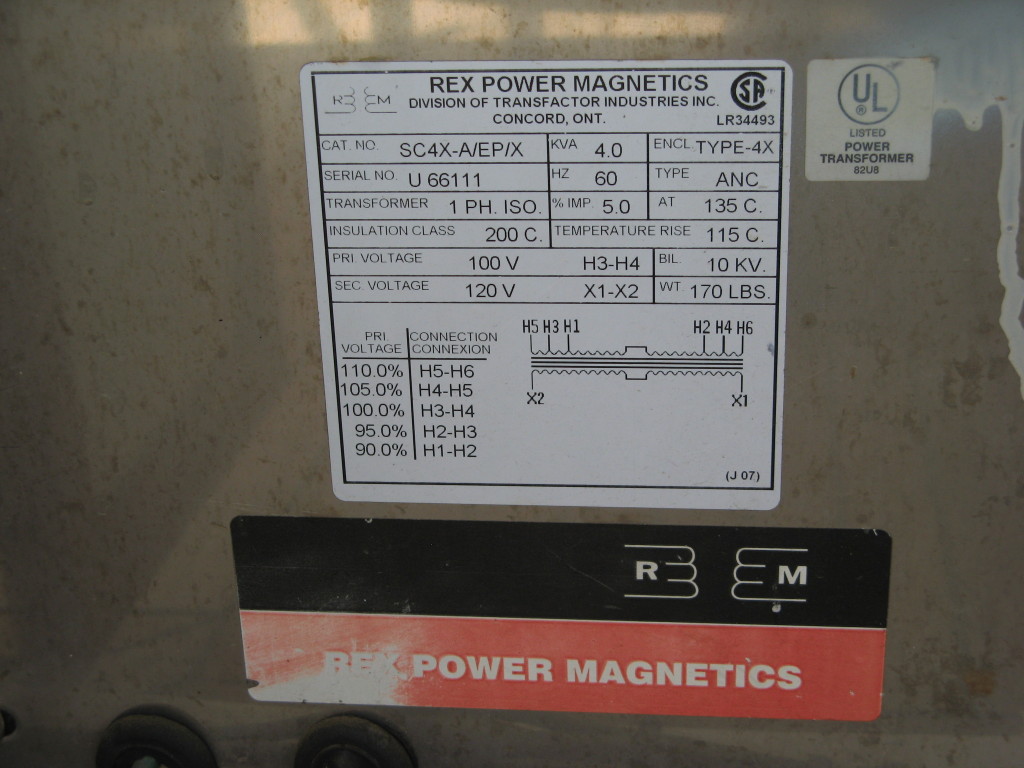 R M
REX POWER MAGNETICS
DIVISION OF TRANSFACTOR INDUSTRIES INC.
CONCORD, ONT.
SA
LR34493
CAT. NO. SC4X-A/EP/X KVA 4.0 ENCL. TYPE-4X
SERIAL NO. U 66111 HZ 60 TYPE ANC
TRANSFORMER 1 PH. ISO. % IMP. 5.0 AT 135 C.
INSULATION CLASS 200 C. TEMPERATURE RISE 115 C.
PRI. VOLTAGE 100 V H3-H4 BIL. 10 KV.
SEC. VOLTAGE 120 V X1-X2 WT. 170 LBS.
PRI VOLTAGE
CONNECTION
CONNEXION
110.0% H5-H6
105.0% H4-H5
100.0% H3-H4
95.0% H2-H3
90.0% H1-H2
H5 H3 H1 H2 H4 H6
X2 X1
(J 07)
UL
®
LISTED
POWER
TRANSFORMER
82U8
R M
REX POWER MAGNETICS